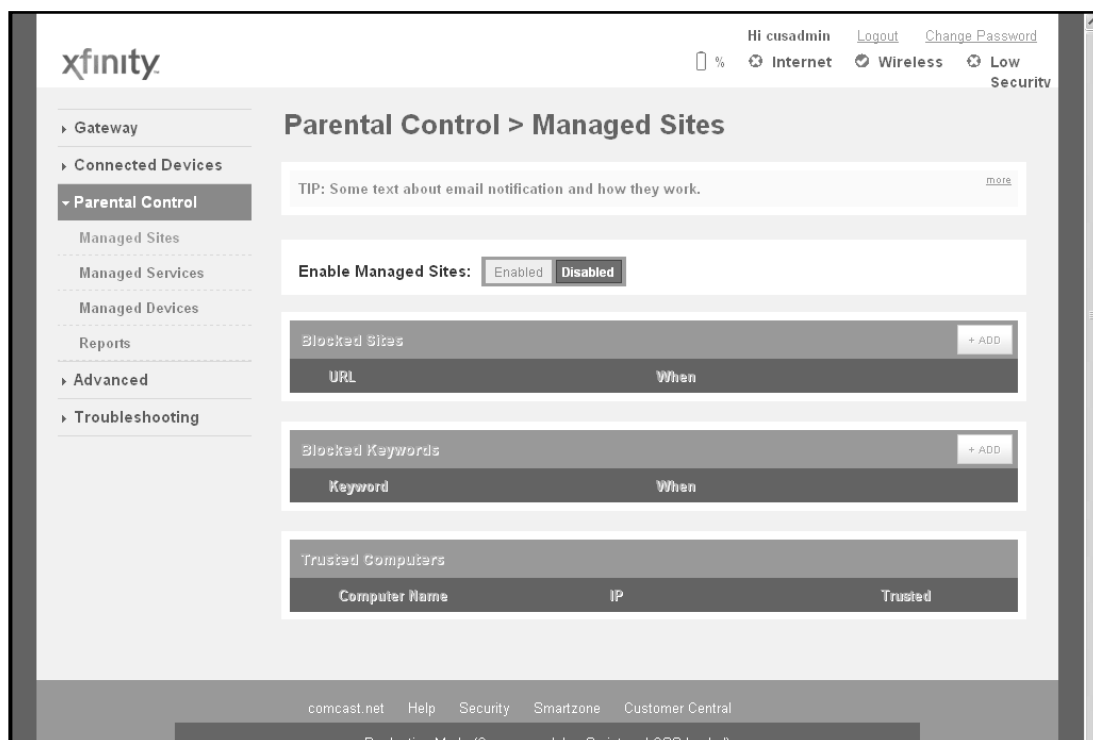 Hi cusadmin Logout Change Password
xfinity
% Internet Wireless Low Security
Gateway
Connected Devices
Parental Control
Managed Sites
Managed Services
Managed Devices
Reports
Advanced
Troubleshooting
Parental Control > Managed Sites
TIP: Some text about email notification and how they work.
more
Enable Managed Sites: Enabled Disabled
Blocked Sites + ADD
URL When
Blocked Keywords + ADD
Keyword When
Trusted Computers
Computer Name IP Trusted
comcast.net Help Security Smartzone Customer Central